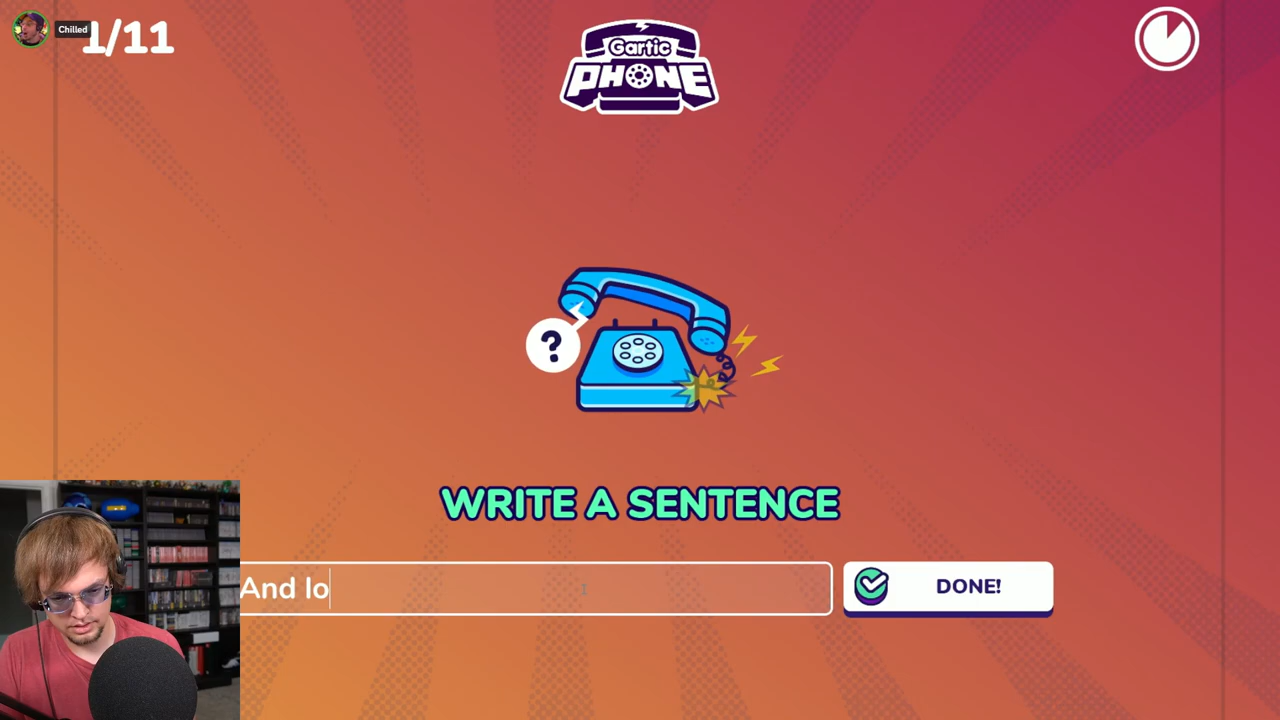 Chilled
1/11
Gartic
PHONE
?
WRITE A SENTENCE
And lo
DONE!